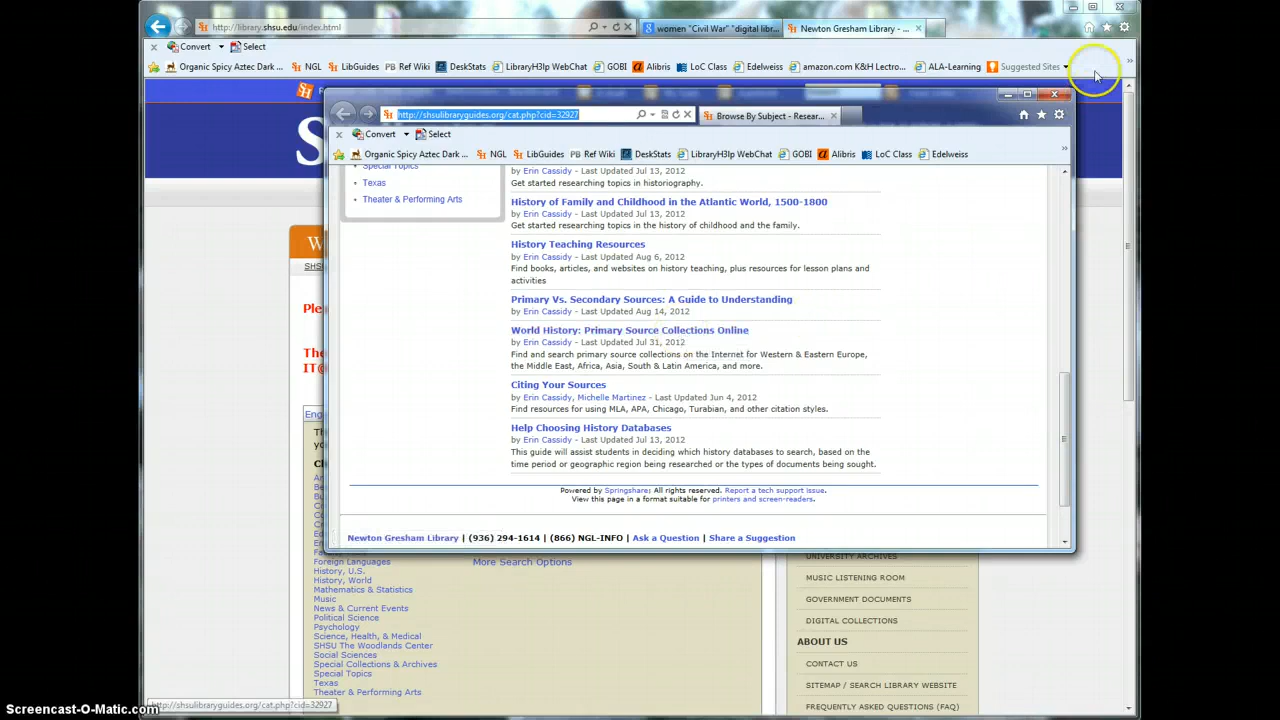 http://library.shsu.edu/index.html
women "Civil War" "digital libr...
Newton Gresham Library - ...
Convert Select
Organic Spicy Aztec Dark ... NGL LibGuides PB Ref Wiki DeskStats LibraryH3lp WebChat GOBI Alibris LoC Class Edelweiss amazon.com K&H Lectro... ALA-Learning Suggested Sites
http://shsulibraryguides.org/cat.php?cid=32927
Browse By Subject - Resear...
Convert Select
Organic Spicy Aztec Dark ... NGL LibGuides PB Ref Wiki DeskStats LibraryH3lp WebChat GOBI Alibris LoC Class Edelweiss
Special Topics
Texas
Theater & Performing Arts
by Erin Cassidy - Last Updated Jul 13, 2012
Get started researching topics in historiography.
History of Family and Childhood in the Atlantic World, 1500-1800
by Erin Cassidy - Last Updated Jul 13, 2012
Get started researching topics in the history of childhood and the family.
History Teaching Resources
by Erin Cassidy - Last Updated Aug 6, 2012
Find books, articles, and websites on history teaching, plus resources for lesson plans and
activities
Primary Vs. Secondary Sources: A Guide to Understanding
by Erin Cassidy - Last Updated Aug 14, 2012
World History: Primary Source Collections Online
by Erin Cassidy - Last Updated Jul 31, 2012
Find and search primary source collections on the Internet for Western & Eastern Europe,
the Middle East, Africa, Asia, South & Latin America, and more.
Citing Your Sources
by Erin Cassidy, Michelle Martinez - Last Updated Jun 4, 2012
Find resources for using MLA, APA, Chicago, Turabian, and other citation styles.
Help Choosing History Databases
by Erin Cassidy - Last Updated Jul 13, 2012
This guide will assist students in deciding which history databases to search, based on the
time period or geographic region being researched or the types of documents being sought.
Powered by Springshare; All rights reserved. Report a tech support issue.
View this page in a format suitable for printers and screen-readers.
Newton Gresham Library | (936) 294-1614 | (866) NGL-INFO | Ask a Question | Share a Suggestion
Foreign Languages
History, U.S.
History, World
Mathematics & Statistics
Music
News & Current Events
Political Science
Psychology
Science, Health, & Medical
SHSU The Woodlands Center
Social Sciences
Special Collections & Archives
Special Topics
Texas
Theater & Performing Arts
More Search Options
UNIVERSITY ARCHIVES
MUSIC LISTENING ROOM
GOVERNMENT DOCUMENTS
DIGITAL COLLECTIONS
ABOUT US
CONTACT US
SITEMAP / SEARCH LIBRARY WEBSITE
FREQUENTLY ASKED QUESTIONS (FAQ)
http://shsulibraryguides.org/cat.php?cid=32927
Screencast-O-Matic.com